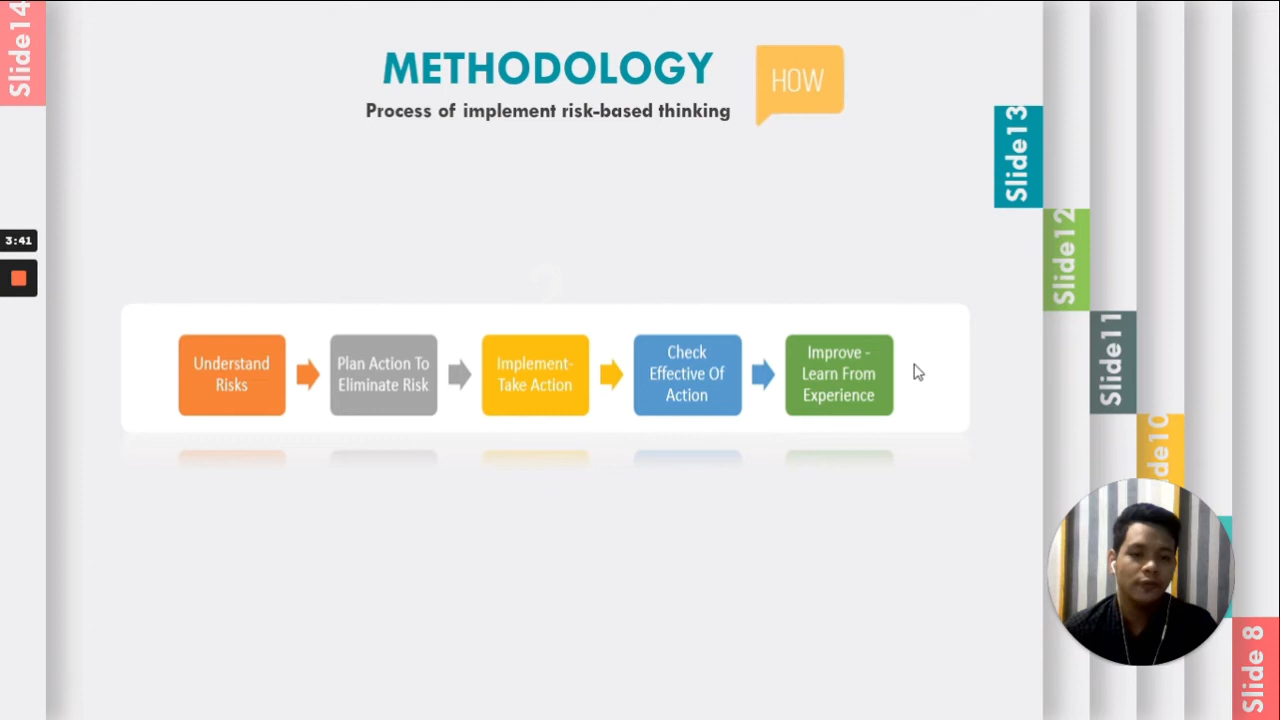 Slide14
METHODOLOGY
HOW
Process of implement risk-based thinking
Slide13
Slide12
3:41
Slide11
Understand
Risks
Plan Action To
Eliminate Risk
Implement-
Take Action
Check
Effective Of
Action
Improve -
Learn From
Experience
Slide 8